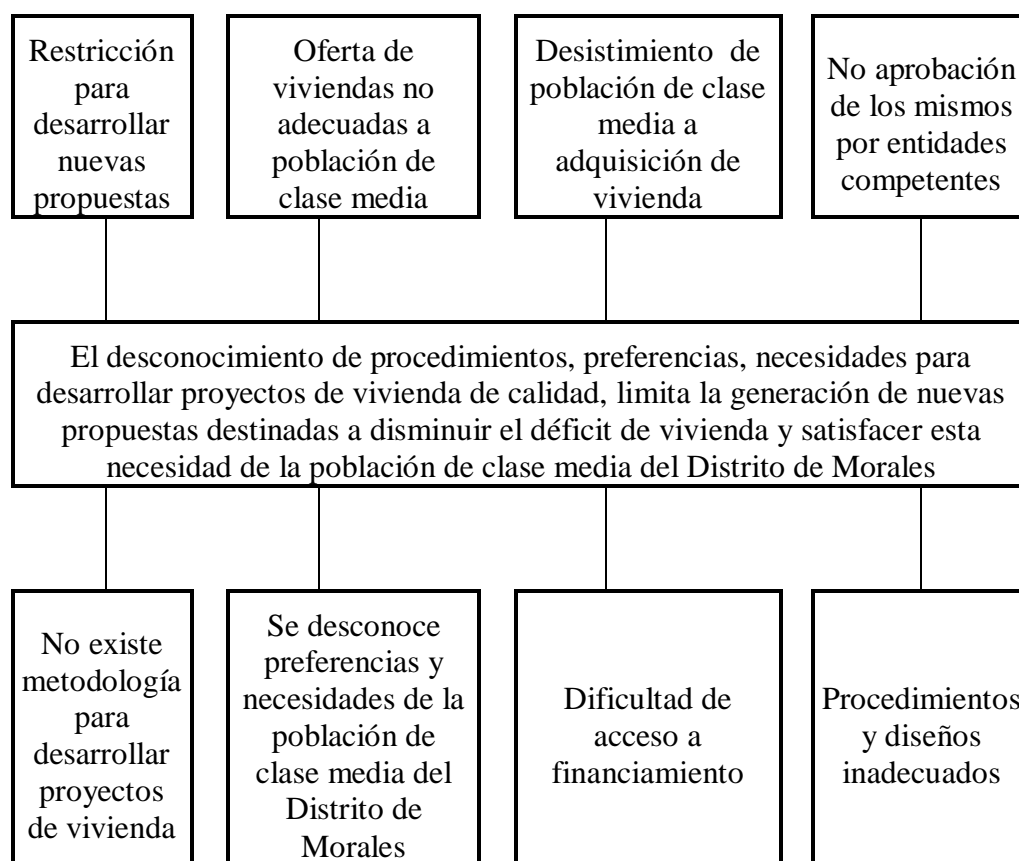 Restricción
para
desarrollar
nuevas
propuestas
Oferta de
viviendas no
adecuadas a
población de
clase media
Desistimiento de
población de clase
media a
adquisición de
vivienda
No aprobación
de los mismos
por entidades
competentes
El desconocimiento de procedimientos, preferencias, necesidades para
desarrollar proyectos de vivienda de calidad, limita la generación de nuevas
propuestas destinadas a disminuir el déficit de vivienda y satisfacer esta
necesidad de la población de clase media del Distrito de Morales
No existe
metodología
para
desarrollar
proyectos
de vivienda
Se desconoce
preferencias y
necesidades de la
población de
clase media del
Distrito de
Morales
Dificultad de
acceso a
financiamiento
Procedimientos
y diseños
inadecuados